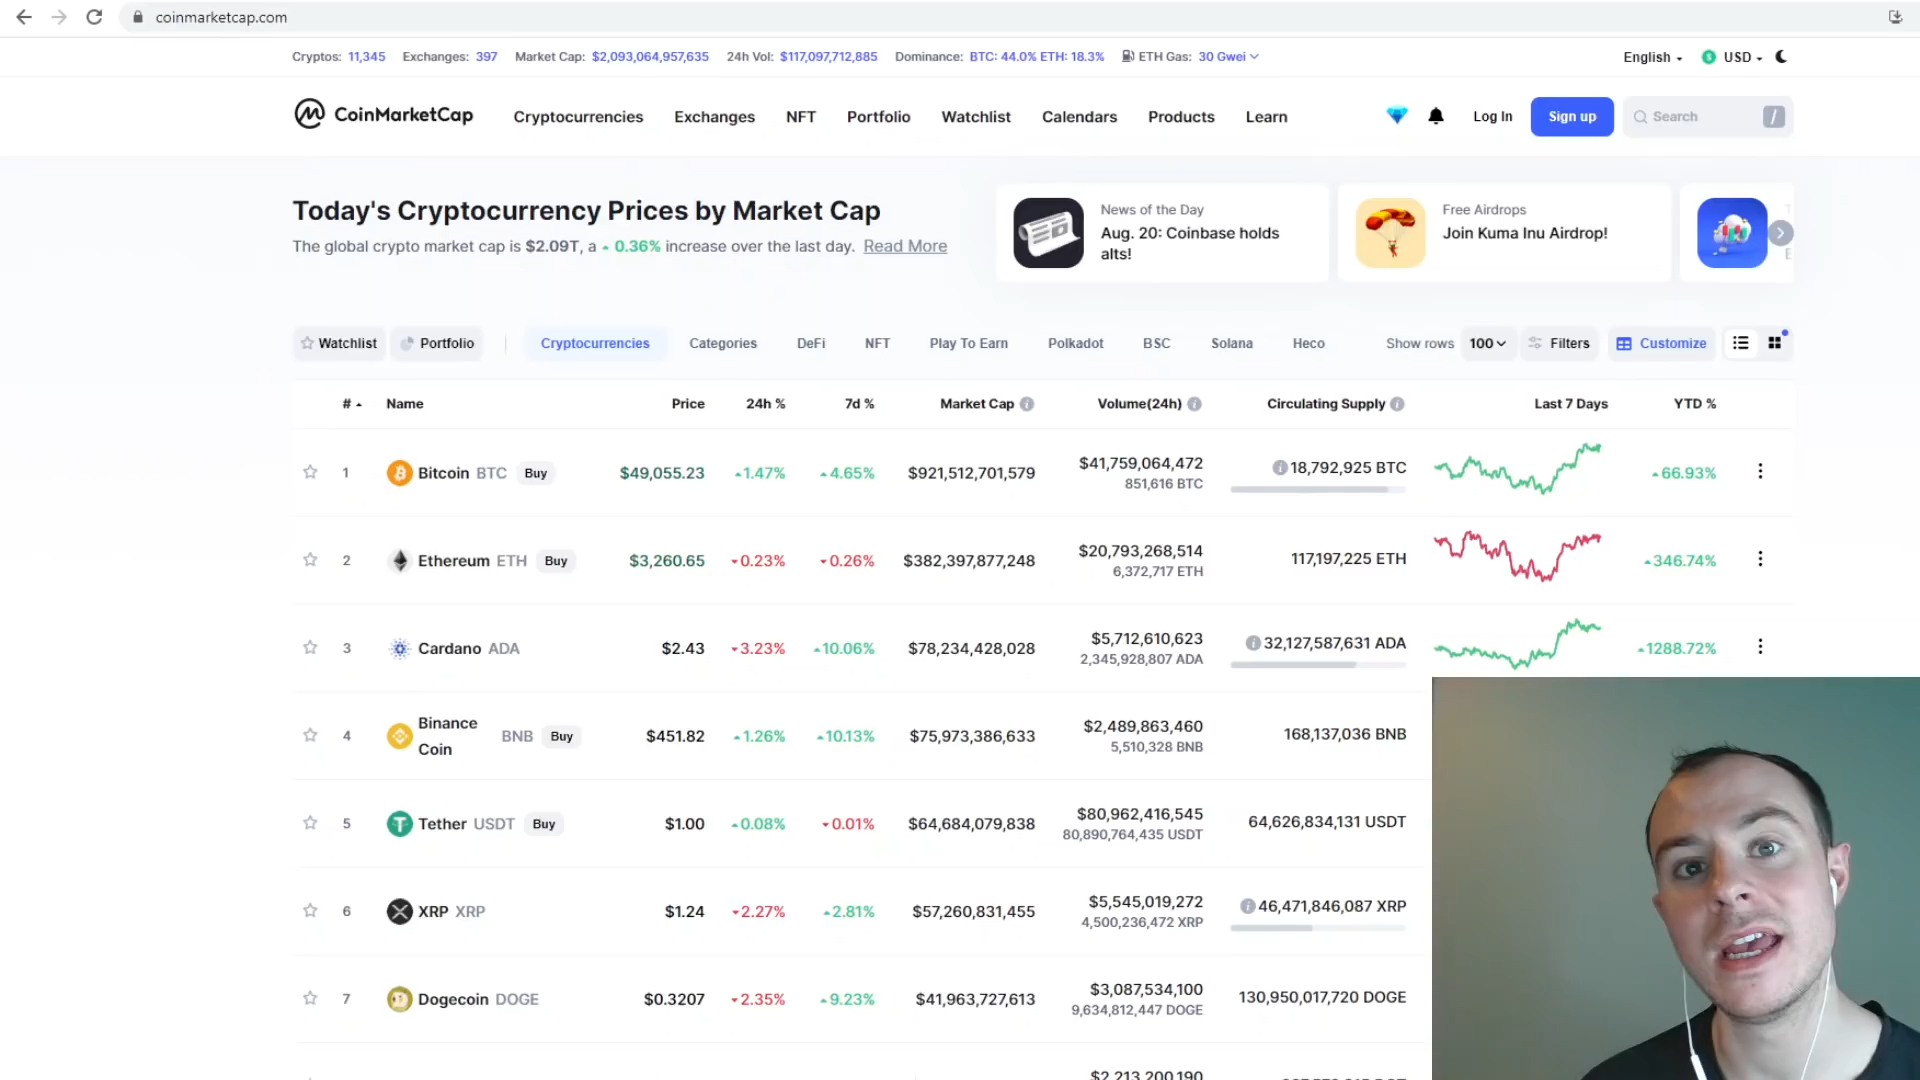 coinmarketcap.com
Cryptos: 11,345 Exchanges: 397 Market Cap: $2,093,064,957,635 24h Vol: $117,097,712,885 Dominance: BTC: 44.0% ETH: 18.3% ETH Gas: 30 Gwei English USD
CoinMarketCap Cryptocurrencies Exchanges NFT Portfolio Watchlist Calendars Products Learn Log In Sign up Search /
Today's Cryptocurrency Prices by Market Cap
The global crypto market cap is $2.09T, a 0.36% increase over the last day. Read More
News of the Day
Aug. 20: Coinbase holds
alts!
Free Airdrops
Join Kuma Inu Airdrop!
Watchlist Portfolio Cryptocurrencies Categories DeFi NFT Play To Earn Polkadot BSC Solana Heco Show rows 100 Filters Customize
# Name Price 24h % 7d % Market Cap Volume(24h) Circulating Supply Last 7 Days YTD %
1 Bitcoin BTC Buy $49,055.23 1.47% 4.65% $921,512,701,579 $41,759,064,472 18,792,925 BTC 66.93%
851,616 BTC
2 Ethereum ETH Buy $3,260.65 0.23% 0.26% $382,397,877,248 $20,793,268,514 117,197,225 ETH 346.74%
6,372,717 ETH
3 Cardano ADA $2.43 3.23% 10.06% $78,234,428,028 $5,712,610,623 32,127,587,631 ADA 1288.72%
2,345,928,807 ADA
4 Binance Coin BNB Buy $451.82 1.26% 10.13% $75,973,386,633 $2,489,863,460 168,137,036 BNB
5,510,328 BNB
5 Tether USDT Buy $1.00 0.08% 0.01% $64,684,079,838 $80,962,416,545 64,626,834,131 USDT
80,890,764,435 USDT
6 XRP XRP $1.24 2.27% 2.81% $57,260,831,455 $5,545,019,272 46,471,846,087 XRP
4,500,236,472 XRP
7 Dogecoin DOGE $0.3207 2.35% 9.23% $41,963,727,613 $3,087,534,100 130,950,017,720 DOGE
9,634,812,447 DOGE
$2,213,200,190